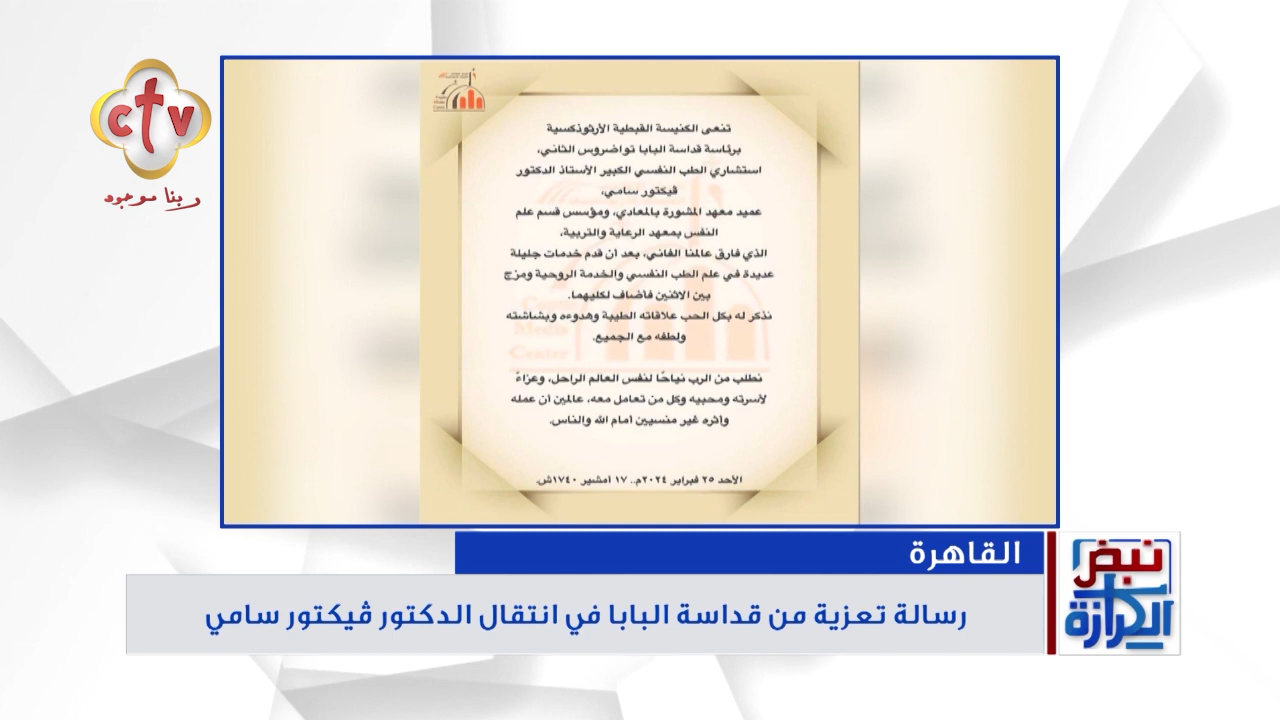 ctv
ربنا موجود
Coptic
Media
Center
تنعى الكنيسة القبطية الأرثوذكسية
برئاسة قداسة البابا تواضروس الثاني،
استشاري الطب النفسي الكبير الأستاذ الدكتور
ڤيكتور سامي،
عميد معهد المشورة بالمعادي، ومؤسس قسم علم
النفس بمعهد الرعاية والتربية،
الذي فارق عالمنا الفاني، بعد أن قدم خدمات جليلة
عديدة في علم الطب النفسي والخدمة الروحية ومزج
بين الاثنين فأضاف لكليهما.
نذكر له بكل الحب علاقاته الطيبة وهدوءه وبشاشته
ولطفه مع الجميع.
نطلب من الرب نياحًا لنفس العالم الراحل، وعزاءً
لأسرته ومحبيه وكل من تعامل معه، عالمين أن عمله
وأثره غير منسيين أمام الله والناس.
الأحد ٢٥ فبراير ٢٠٢٤م.. ١٧ أمشير ١٧٤٠ش.
القاهرة
رسالة تعزية من قداسة البابا في انتقال الدكتور ڤيكتور سامي
نبض
الكرازة